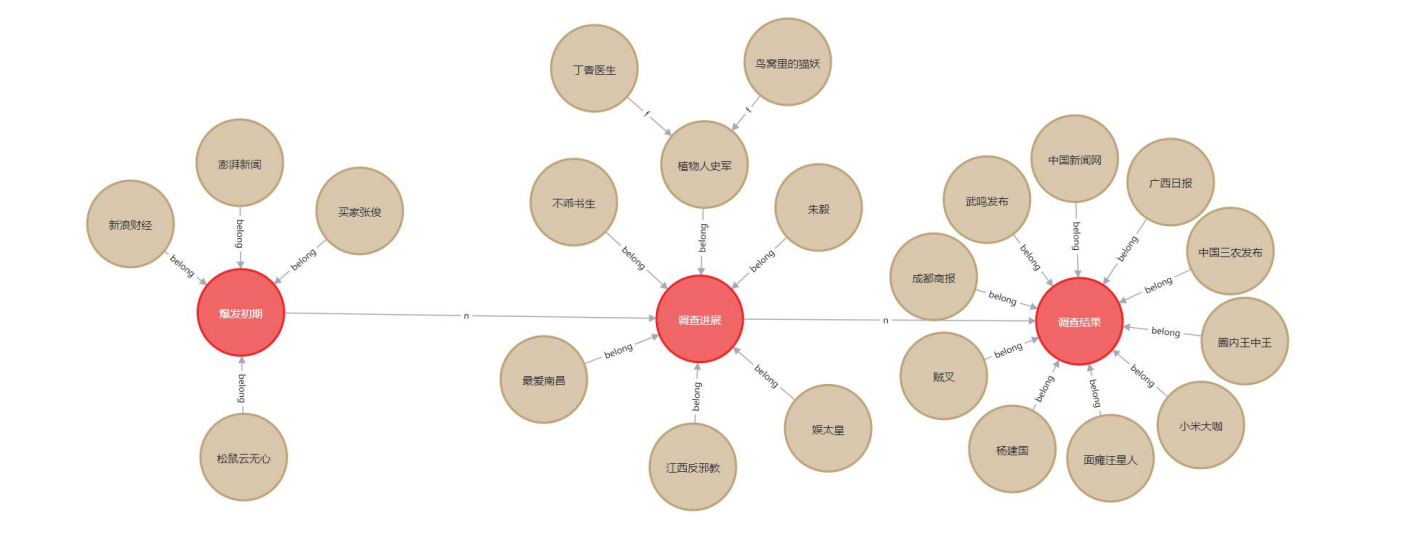 丁香医生
鸟窝里的猫妖
f
f
澎湃新闻
植物人史军
中国新闻网
广西日报
新浪财经
买家张俊
不乖书生
朱毅
武鸣发布
中国三农发布
belong
belong
belong
belong
belong
belong
belong
belong
belong
成都商报
belong
belong
belong
爆发初期
n
调查进展
n
调查结果
belong
圈内王中王
belong
belong
belong
最爱南昌
belong
belong
贼叉
belong
belong
belong
belong
小米大咖
松鼠云无心
江西反邪教
娱太皇
杨建国
面瘫汪星人